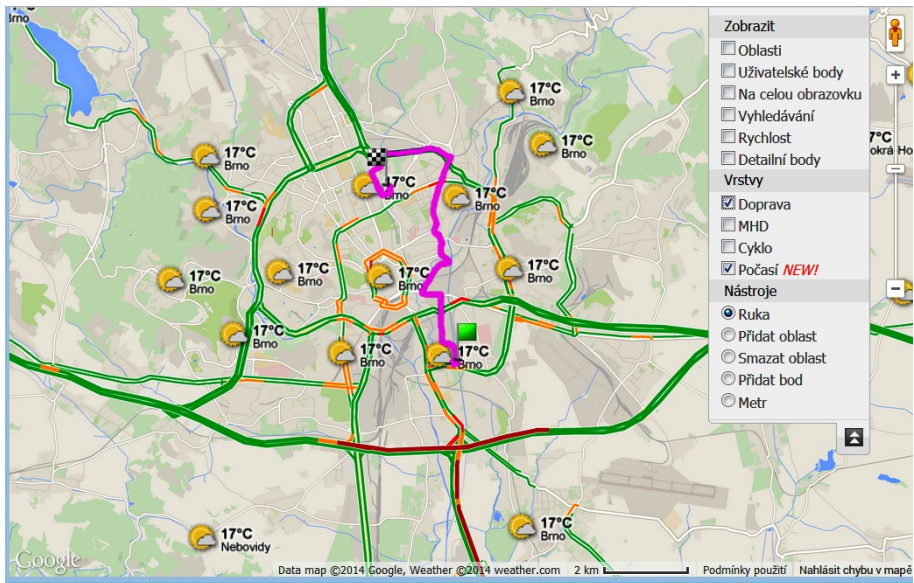 Brno
Zobrazit
Oblasti
Uživatelské body
Na celou obrazovku
Vyhledávání
Rychlost
Detailní body
Vrstvy
Doprava
MHD
Cyklo
Počasí NEW!
Nástroje
Ruka
Přidat oblast
Smazat oblast
Přidat bod
Metr
17°C
Brno
17°C
Brno
7°C
okrá Ho
17°C
Brno
17°C
Brno
17°C
Brno
17°C
Brno
17°C
Brno
17°C
Brno
17°C
Brno
17°C
Brno
17°C
Brno
17°C
Brno
17°C
Brno
17°C
Brno
17°C
Nebovidy
Google
Data map ©2014 Google, Weather ©2014 weather.com
2 km
Podmínky použití
Nahlásit chybu v mapě